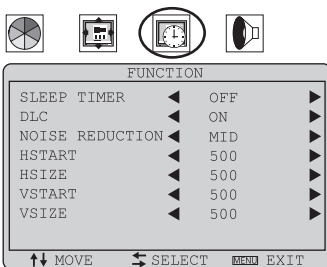 FUNCTION
SLEEP TIMER ◀ OFF ▶
DLC ◀ ON ▶
NOISE REDUCTION ◀ MID ▶
HSTART ◀ 500 ▶
HSIZE ◀ 500 ▶
VSTART ◀ 500 ▶
VSIZE ◀ 500 ▶
MOVE SELECT MENU EXIT